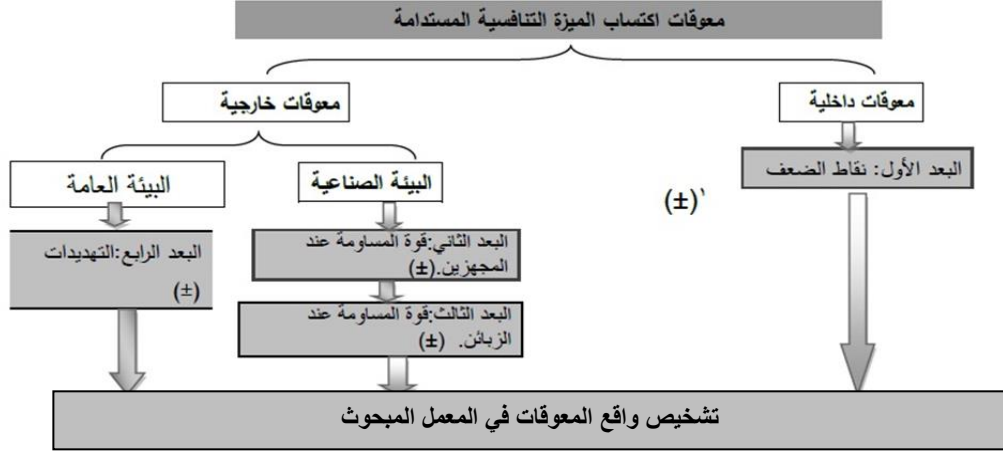 معوقات اكتساب الميزة التنافسية المستدامة
معوقات داخلية
معوقات خارجية
البعد الأول: نقاط الضعف
(±)١
البيئة الصناعية
البيئة العامة
البعد الثاني:قوة المساومة عند
المجهزين.(±)
البعد الثالث:قوة المساومة عند
الزبائن. (±)
البعد الرابع:التهديدات
(±)
تشخيص واقع المعوقات في المعمل المبحوث